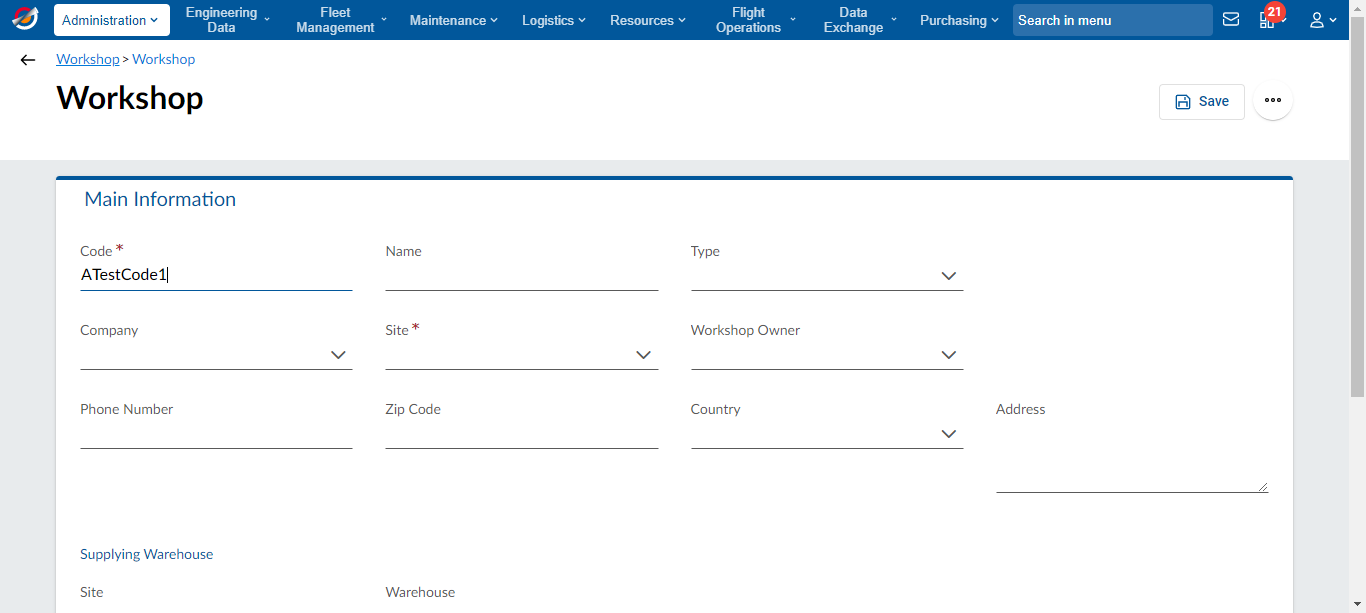 Administration
Engineering Data
Fleet Management
Maintenance
Logistics
Resources
Flight Operations
Data Exchange
Purchasing
Search in menu
21
Workshop > Workshop
Workshop
Save
Main Information
Code *
Name
Type
ATestCode1
Company
Site *
Workshop Owner
Phone Number
Zip Code
Country
Address
Supplying Warehouse
Site
Warehouse